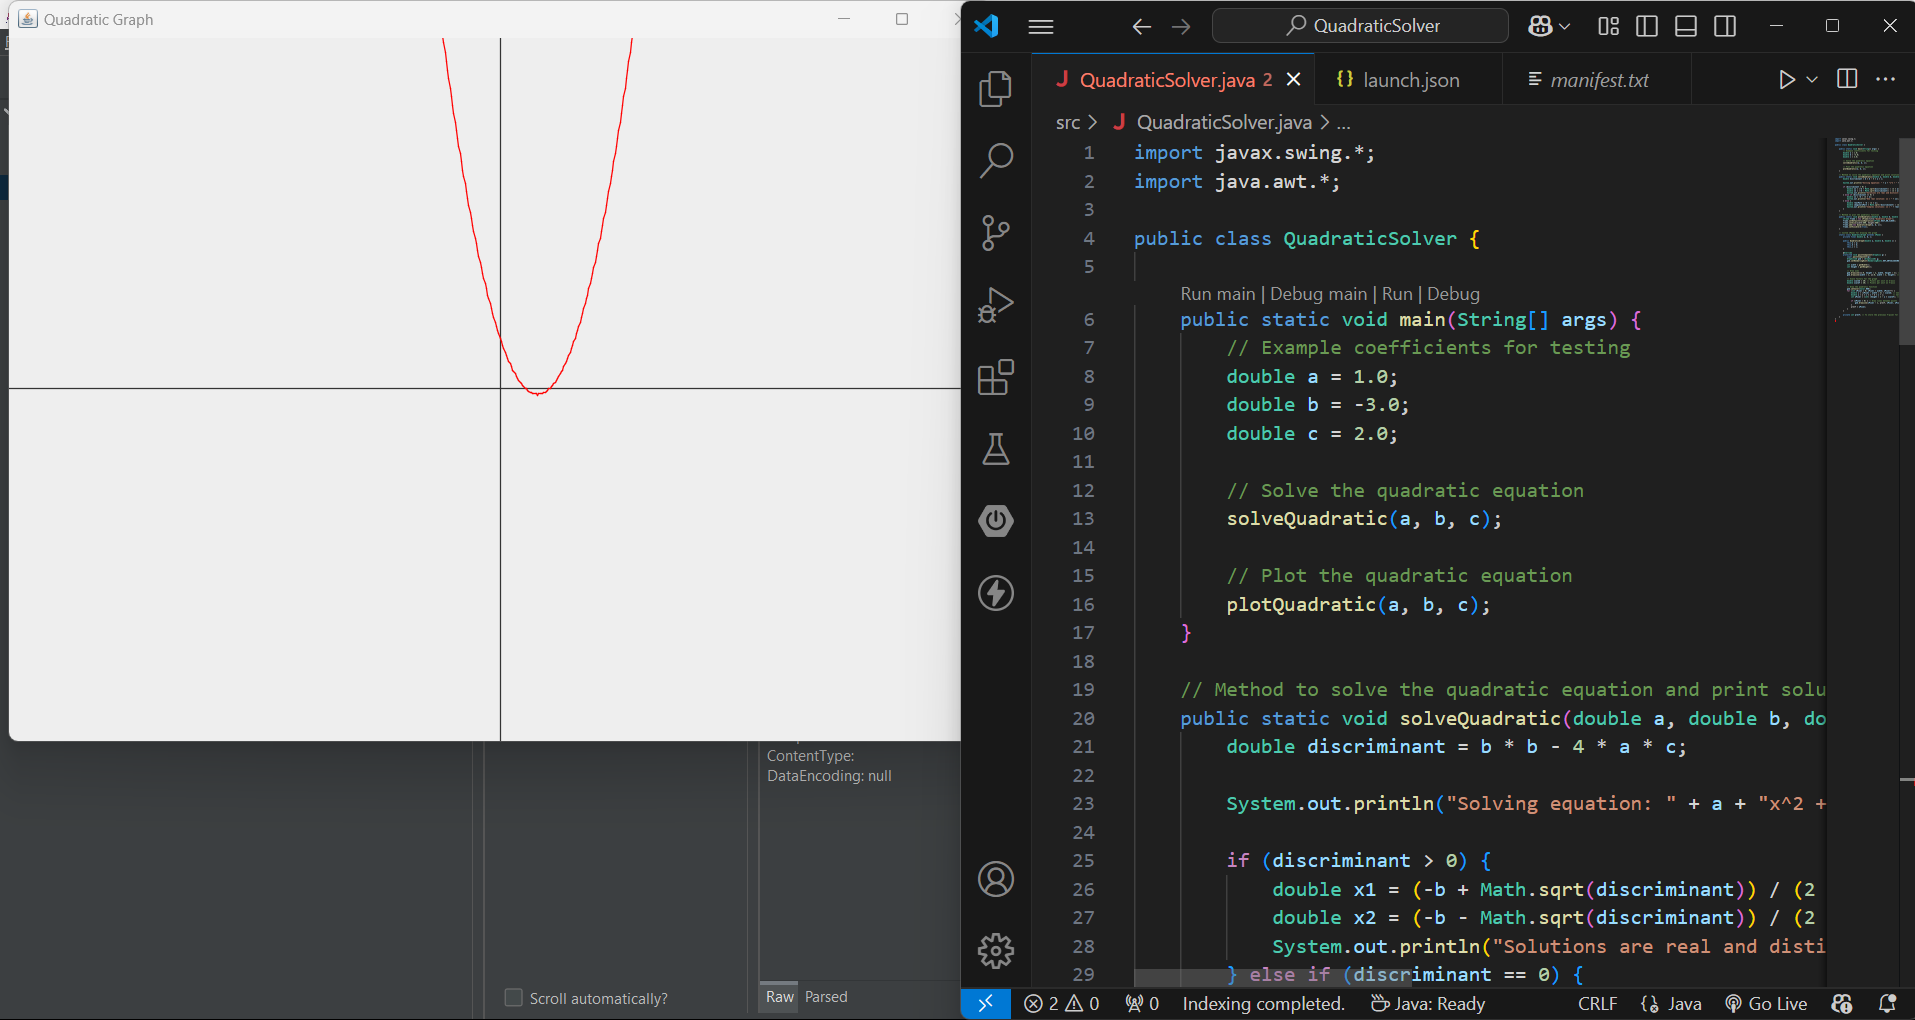 Quadratic Graph
ContentType:
DataEncoding: null
Scroll automatically?
Raw Parsed
QuadraticSolver
QuadraticSolver.java 2
launch.json
manifest.txt
src > QuadraticSolver.java > ...
1 import javax.swing.*;
2 import java.awt.*;
3
4 public class QuadraticSolver {
5
Run main | Debug main | Run | Debug
6 public static void main(String[] args) {
7 // Example coefficients for testing
8 double a = 1.0;
9 double b = -3.0;
10 double c = 2.0;
11
12 // Solve the quadratic equation
13 solveQuadratic(a, b, c);
14
15 // Plot the quadratic equation
16 plotQuadratic(a, b, c);
17 }
18
19 // Method to solve the quadratic equation and print solu
20 public static void solveQuadratic(double a, double b, do
21 double discriminant = b * b - 4 * a * c;
22
23 System.out.println("Solving equation: " + a + "x^2 +
24
25 if (discriminant > 0) {
26 double x1 = (-b + Math.sqrt(discriminant)) / (2
27 double x2 = (-b - Math.sqrt(discriminant)) / (2
28 System.out.println("Solutions are real and disti
29 } else if (discriminant == 0) {
2 0 0 Indexing completed. Java: Ready CRLF Java Go Live